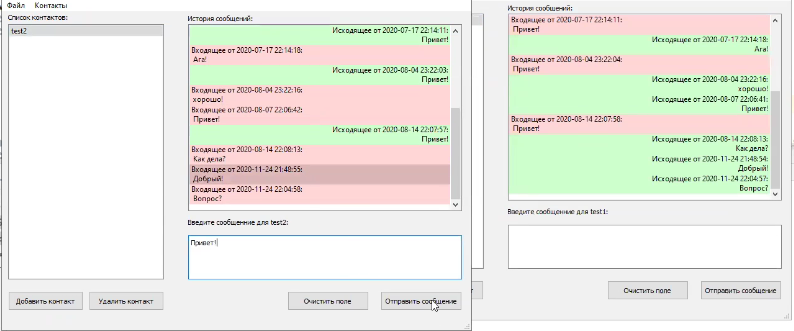 Файл Контакты
Список контактов:
test2
Добавить контакт
Удалить контакт
История сообщений:
Исходящее от 2020-07-17 22:14:11:
Привет!
Входящее от 2020-07-17 22:14:18:
Ага!
Исходящее от 2020-08-04 23:22:03:
Привет!
Входящее от 2020-08-04 23:22:16:
хорошо!
Входящее от 2020-08-07 22:06:42:
Привет!
Исходящее от 2020-08-14 22:07:57:
Привет!
Входящее от 2020-08-14 22:08:13:
Как дела?
Входящее от 2020-11-24 21:48:55:
Добрый!
Входящее от 2020-11-24 22:04:58:
Вопрос?
Введите сообщенние для test2:
Привет!
Очистить поле
Отправить сообщение
История сообщений:
Входящее от 2020-07-17 22:14:11:
Привет!
Исходящее от 2020-07-17 22:14:18:
Ага!
Входящее от 2020-08-04 23:22:04:
Привет!
Исходящее от 2020-08-04 23:22:16:
хорошо!
Исходящее от 2020-08-07 22:06:41:
Привет!
Входящее от 2020-08-14 22:07:58:
Привет!
Исходящее от 2020-08-14 22:08:13:
Как дела?
Исходящее от 2020-11-24 21:48:54:
Добрый!
Исходящее от 2020-11-24 22:04:57:
Вопрос?
Введите сообщенние для test1:
Очистить поле
Отправить сообщение